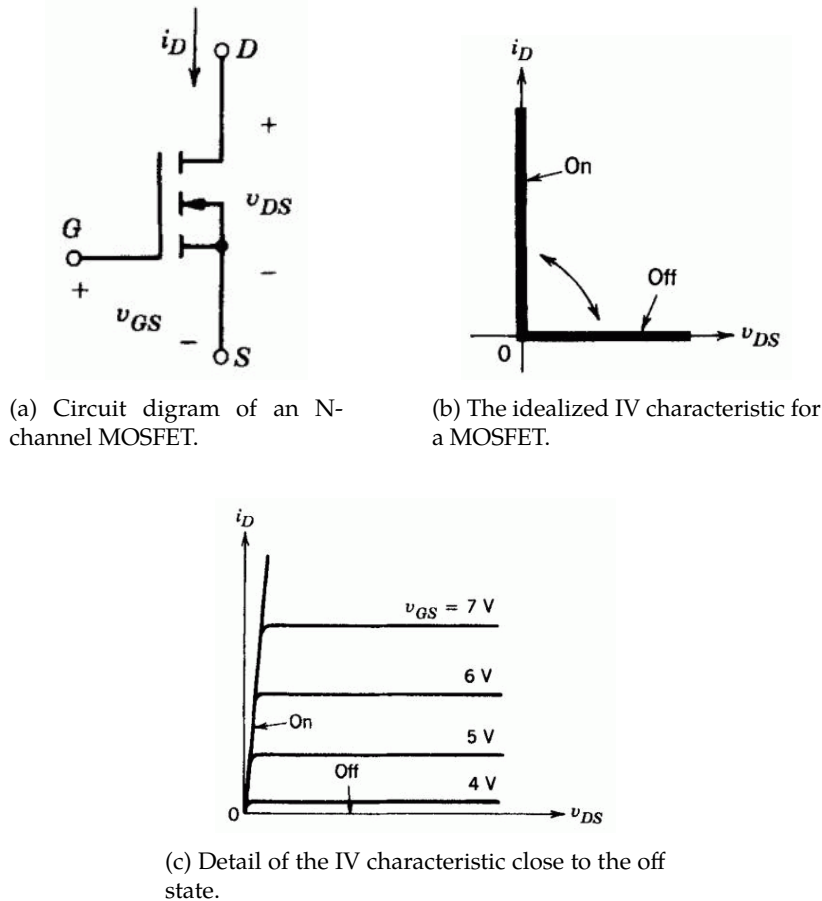 i_D
D
+
v_DS
G
+
−
v_GS
−
S
(a) Circuit digram of an N-
channel MOSFET.
i_D
On
Off
0
v_DS
(b) The idealized IV characteristic for
a MOSFET.
i_D
v_GS = 7 V
6 V
On
5 V
Off
4 V
0
v_DS
(c) Detail of the IV characteristic close to the off
state.